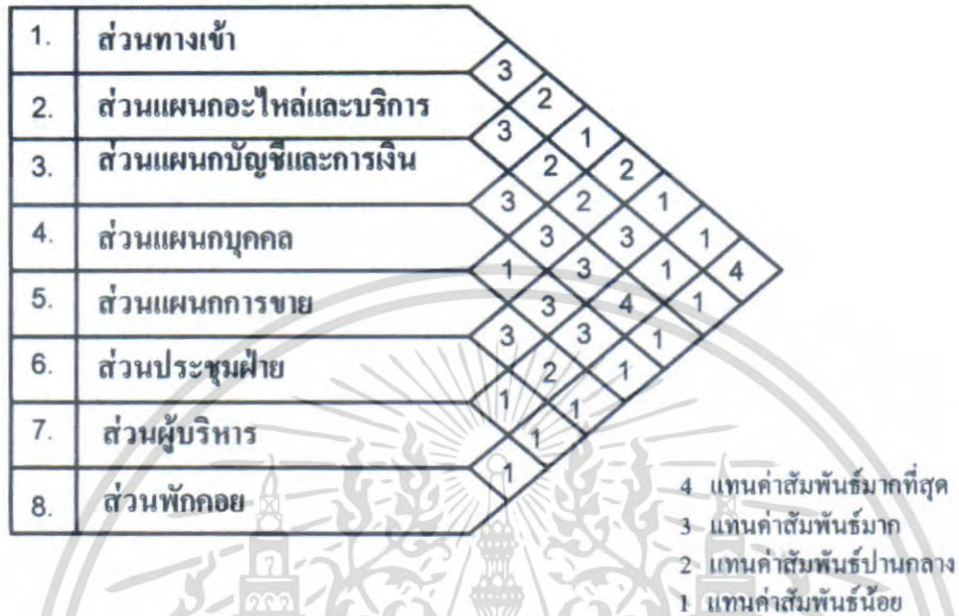 1. ส่วนทางเข้า
3
2
2. ส่วนแผนกอะไหล่และบริการ
3 1
3. ส่วนแผนกบัญชีและการเงิน
2 2
3 2 1
4. ส่วนแผนกบุคคล
3 3 1
1 3 1 4
5. ส่วนแผนกการขาย
3 4 1
3 3 1
6. ส่วนประชุมฝ่าย
2 1
1 1
7. ส่วนผู้บริหาร
1
1
8. ส่วนพักคอย
4 แทนค่าสัมพันธ์มากที่สุด
3 แทนค่าสัมพันธ์มาก
2 แทนค่าสัมพันธ์ปานกลาง
1 แทนค่าสัมพันธ์น้อย